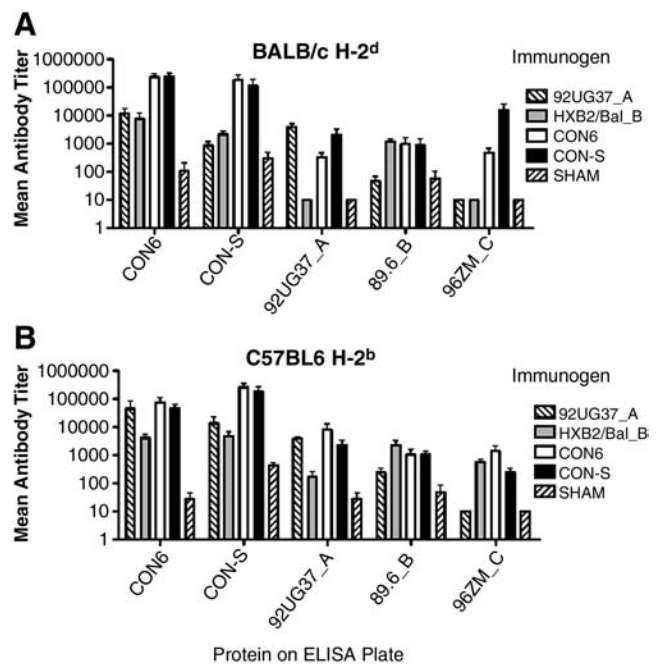 A
BALB/c H-2d
Immunogen
92UG37_A
HXB2/Bal_B
CON6
CON-S
SHAM
Mean Antibody Titer
1000000
100000
10000
1000
100
10
1
CON6
CON-S
92UG37_A
89.6_B
96ZM_C
B
C57BL6 H-2b
Immunogen
92UG37_A
HXB2/Bal_B
CON6
CON-S
SHAM
Mean Antibody Titer
1000000
100000
10000
1000
100
10
1
CON6
CON-S
92UG37_A
89.6_B
96ZM_C
Protein on ELISA Plate